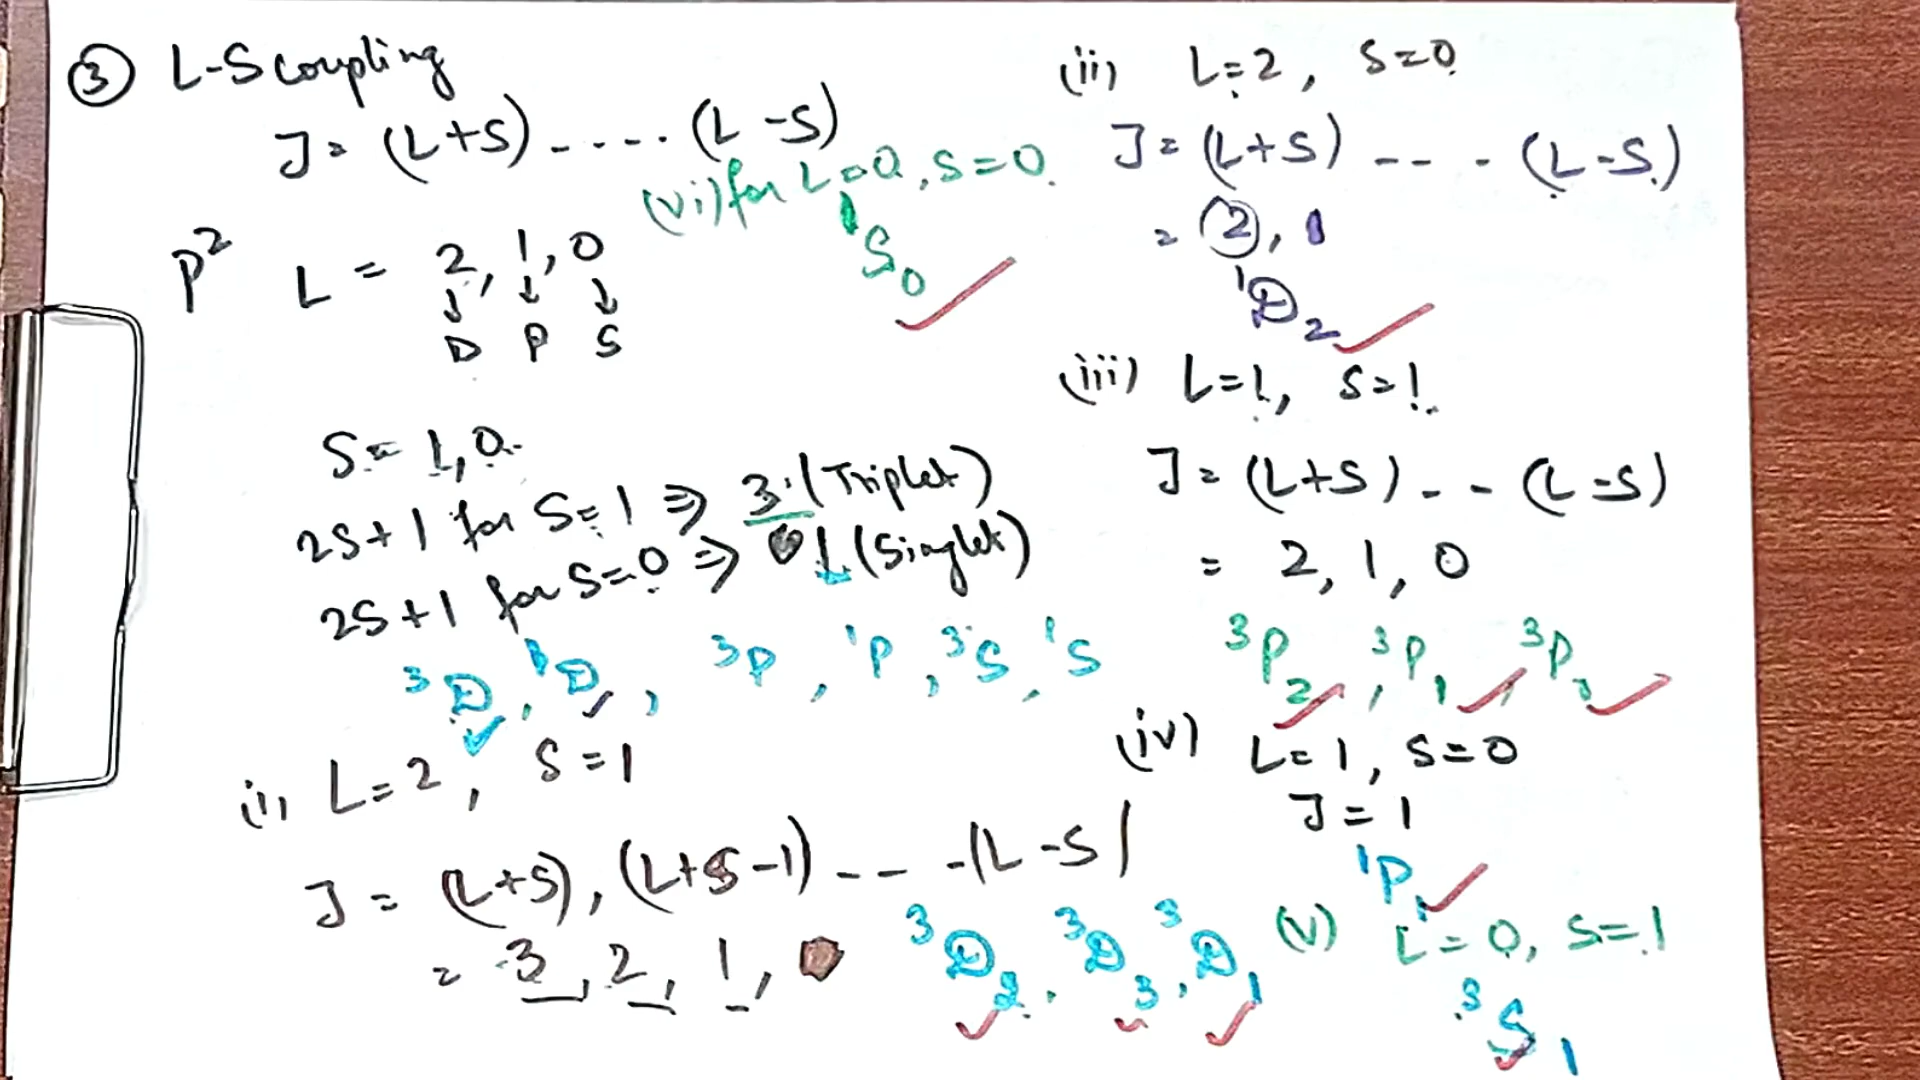 ③ L-S coupling
J = (L+S) ----- (L-S)
P² L = 2, 1, 0
↓ ↓ ↓
D P S
S = 1, 0
2S+1 for S=1 ⇒ 3 (Triplet)
2S+1 for S=0 ⇒ 1 (Singlet)
³D, ¹D, ³P, ¹P, ³S, ¹S
(i) L=2, S=1
J = (L+S), (L+S-1) --- -|L-S|
= 3, 2, 1,
³D₂, ³D₃, ³D₁
(ii) L=2, S=0
J = (L+S) --- (L-S)
= 2, 1
¹D₂
(iii) L=1, S=1
J = (L+S) -- (L-S)
= 2, 1, 0
³P₂, ³P₁, ³P
(iv) L=1, S=0
J=1
¹P₁
(v) L=0, S=1
³S₁
(vi) for L=0, S=0
¹S₀